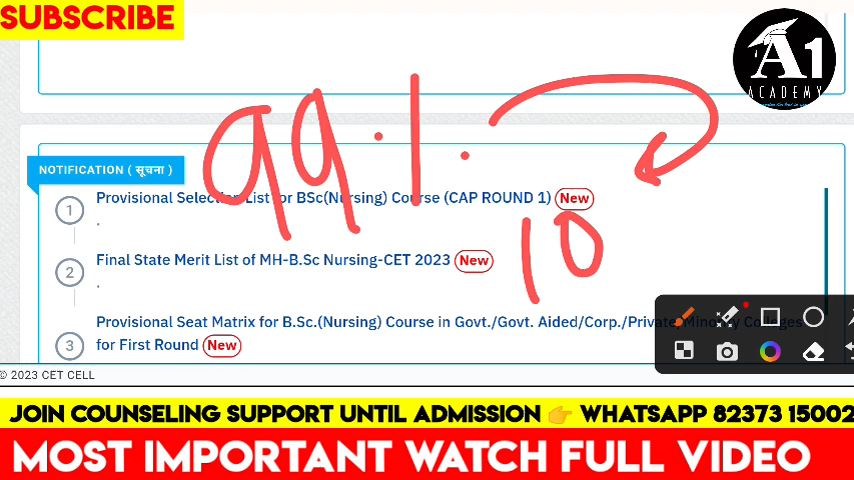 SUBSCRIBE
A1
ACADEMY
99.1.
NOTIFICATION ( सूचना )
1 Provisional Selection List for BSc(Nursing) Course (CAP ROUND 1) New
.
10
2 Final State Merit List of MH-B.Sc Nursing-CET 2023 New
.
3 Provisional Seat Matrix for B.Sc.(Nursing) Course in Govt./Govt. Aided/Corp./Private, Minority Colleges
for First Round New
© 2023 CET CELL
JOIN COUNSELING SUPPORT UNTIL ADMISSION 👉 WHATSAPP 82373 15002
MOST IMPORTANT WATCH FULL VIDEO